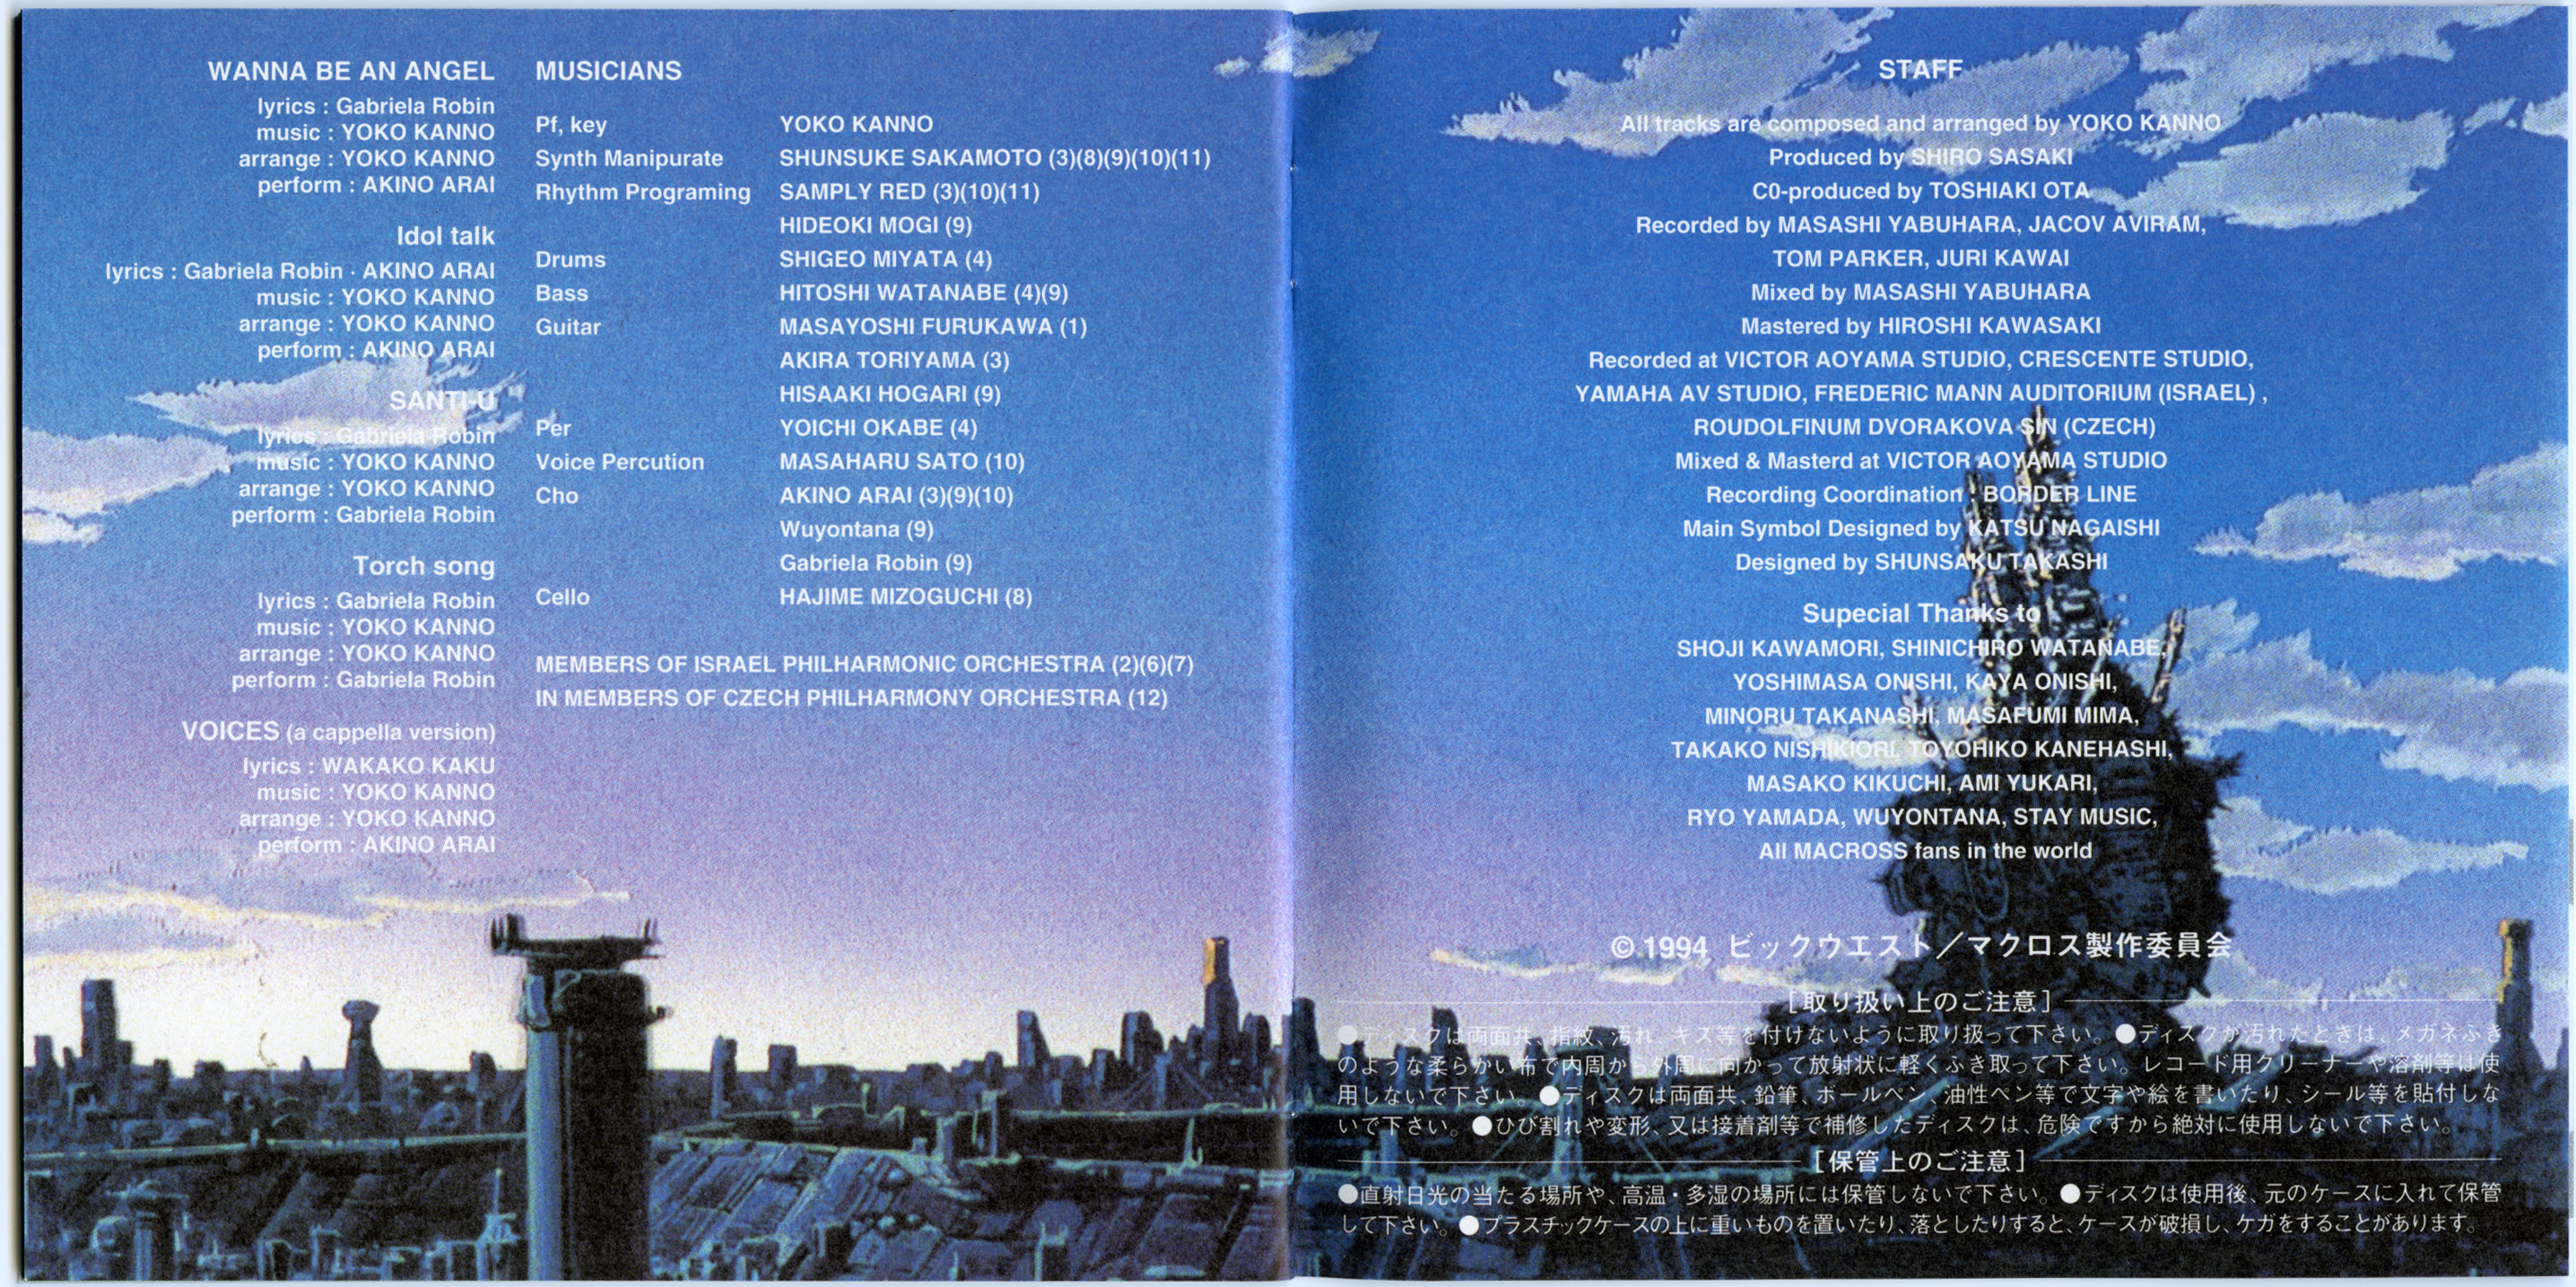 WANNA BE AN ANGEL
lyrics : Gabriela Robin
music : YOKO KANNO
arrange : YOKO KANNO
perform : AKINO ARAI
Idol talk
lyrics : Gabriela Robin · AKINO ARAI
music : YOKO KANNO
arrange : YOKO KANNO
perform : AKINO ARAI
SANTI-U
lyrics : Gabriela Robin
music : YOKO KANNO
arrange : YOKO KANNO
perform : Gabriela Robin
Torch song
lyrics : Gabriela Robin
music : YOKO KANNO
arrange : YOKO KANNO
perform : Gabriela Robin
VOICES (a cappella version)
lyrics : WAKAKO KAKU
music : YOKO KANNO
arrange : YOKO KANNO
perform : AKINO ARAI
MUSICIANS
Pf, key YOKO KANNO
Synth Manipurate SHUNSUKE SAKAMOTO (3)(8)(9)(10)(11)
Rhythm Programing SAMPLY RED (3)(10)(11)
HIDEOKI MOGI (9)
Drums SHIGEO MIYATA (4)
Bass HITOSHI WATANABE (4)(9)
Guitar MASAYOSHI FURUKAWA (1)
AKIRA TORIYAMA (3)
HISAAKI HOGARI (9)
Per YOICHI OKABE (4)
Voice Percution MASAHARU SATO (10)
Cho AKINO ARAI (3)(9)(10)
Wuyontana (9)
Gabriela Robin (9)
Cello HAJIME MIZOGUCHI (8)
MEMBERS OF ISRAEL PHILHARMONIC ORCHESTRA (2)(6)(7)
IN MEMBERS OF CZECH PHILHARMONY ORCHESTRA (12)
STAFF
All tracks are composed and arranged by YOKO KANNO
Produced by SHIRO SASAKI
C0-produced by TOSHIAKI OTA
Recorded by MASASHI YABUHARA, JACOV AVIRAM,
TOM PARKER, JURI KAWAI
Mixed by MASASHI YABUHARA
Mastered by HIROSHI KAWASAKI
Recorded at VICTOR AOYAMA STUDIO, CRESCENTE STUDIO,
YAMAHA AV STUDIO, FREDERIC MANN AUDITORIUM (ISRAEL) ,
ROUDOLFINUM DVORAKOVA SIN (CZECH)
Mixed & Masterd at VICTOR AOYAMA STUDIO
Recording Coordination : BORDER LINE
Main Symbol Designed by KATSU NAGAISHI
Designed by SHUNSAKU TAKASHI
Supecial Thanks to
SHOJI KAWAMORI, SHINICHIRO WATANABE,
YOSHIMASA ONISHI, KAYA ONISHI,
MINORU TAKANASHI, MASAFUMI MIMA,
TAKAKO NISHIKIORI, TOYOHIKO KANEHASHI,
MASAKO KIKUCHI, AMI YUKARI,
RYO YAMADA, WUYONTANA, STAY MUSIC,
All MACROSS fans in the world
© 1994 ビックウエスト／マクロス製作委員会
［取り扱い上のご注意］
●ディスクは両面共、指紋、汚れ、キズ等を付けないように取り扱って下さい。●ディスクが汚れたときは、メガネふき
のような柔らかい布で内周から外周に向かって放射状に軽くふき取って下さい。レコード用クリーナーや溶剤等は使
用しないで下さい。●ディスクは両面共、鉛筆、ボールペン、油性ペン等で文字や絵を書いたり、シール等を貼付しな
いで下さい。●ひび割れや変形、又は接着剤等で補修したディスクは、危険ですから絶対に使用しないで下さい。
［保管上のご注意］
●直射日光の当たる場所や、高温・多湿の場所には保管しないで下さい。●ディスクは使用後、元のケースに入れて保管
して下さい。●プラスチックケースの上に重いものを置いたり、落としたりすると、ケースが破損し、ケガをすることがあります。